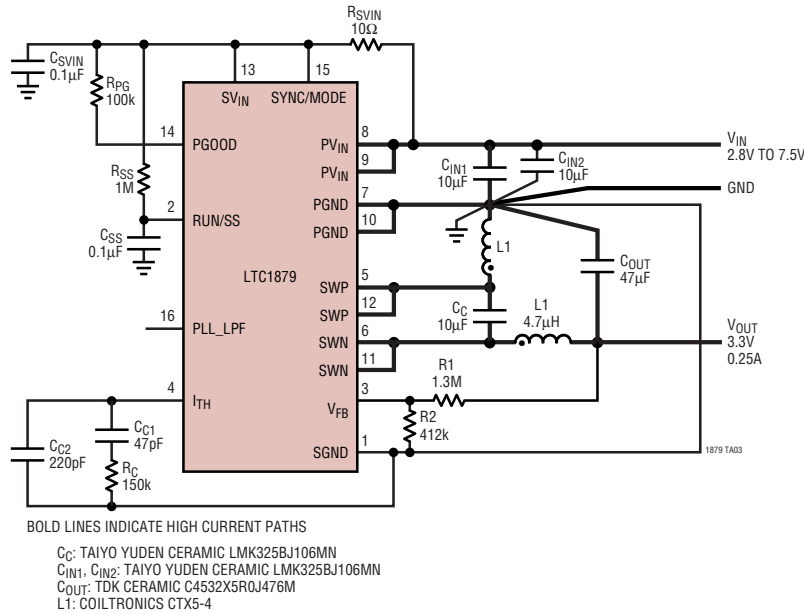 RSVIN
10Ω
CSVIN
0.1µF
RPG
100k
13
15
SVIN
SYNC/MODE
14
PGOOD
PVIN
8
VIN
2.8V TO 7.5V
PVIN
9
CIN1
10µF
CIN2
10µF
RSS
1M
PGND
7
GND
2
RUN/SS
PGND
10
CSS
0.1µF
L1
COUT
47µF
LTC1879
SWP
5
SWP
12
CC
10µF
L1
4.7µH
16
PLL_LPF
SWN
6
VOUT
3.3V
0.25A
SWN
11
R1
1.3M
4
ITH
3
VFB
R2
412k
CC1
47pF
CC2
220pF
RC
150k
SGND
1
1879 TA03
BOLD LINES INDICATE HIGH CURRENT PATHS
CC: TAIYO YUDEN CERAMIC LMK325BJ106MN
CIN1, CIN2: TAIYO YUDEN CERAMIC LMK325BJ106MN
COUT: TDK CERAMIC C4532X5R0J476M
L1: COILTRONICS CTX5-4